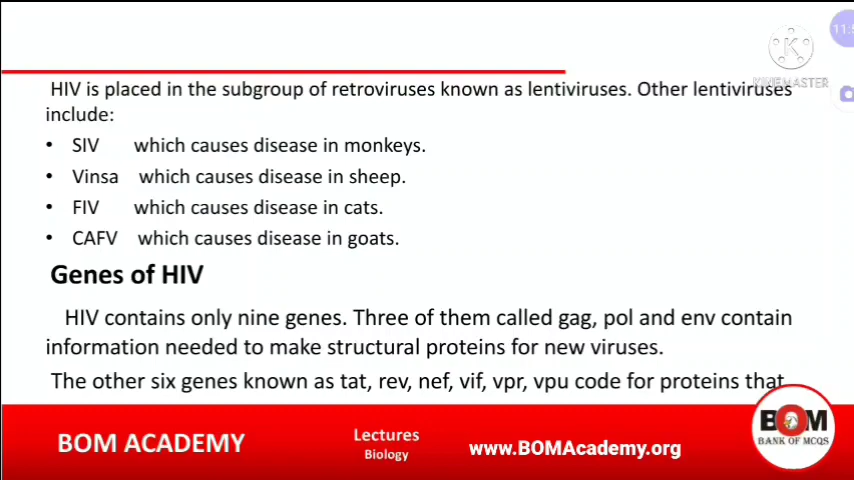 11:5
K
KINEMASTER
HIV is placed in the subgroup of retroviruses known as lentiviruses. Other lentiviruses
include:
• SIV which causes disease in monkeys.
• Vinsa which causes disease in sheep.
• FIV which causes disease in cats.
• CAFV which causes disease in goats.
Genes of HIV
HIV contains only nine genes. Three of them called gag, pol and env contain
information needed to make structural proteins for new viruses.
The other six genes known as tat, rev, nef, vif, vpr, vpu code for proteins that
BOM ACADEMY
Lectures
Biology
www.BOMAcademy.org
BOM
BANK OF MCQS